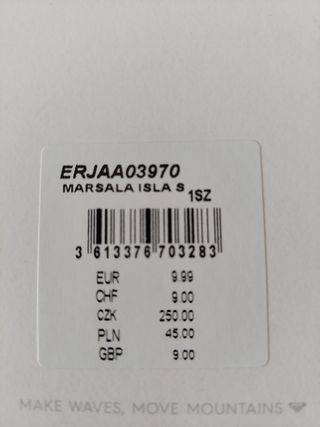 ERJAA03970
MARSALA ISLA S
1SZ
3 613376 703283
EUR 9.99
CHF 9.00
CZK 250.00
PLN 45.00
GBP 9.00
MAKE WAVES, MOVE MOUNTAINS